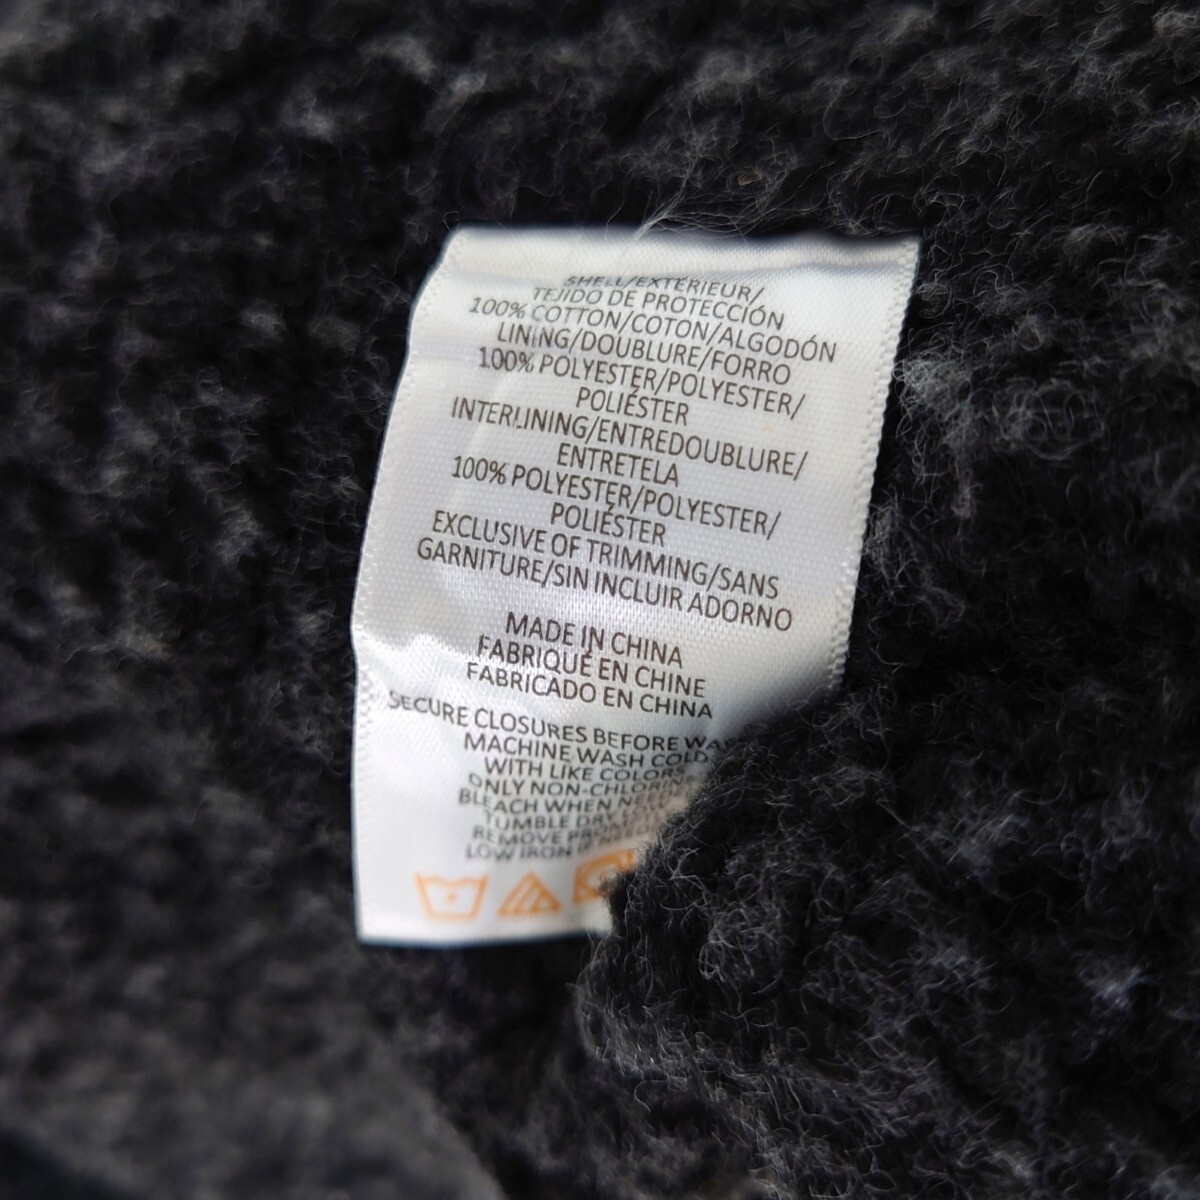 SHELL/EXTÉRIEUR/
TEJIDO DE PROTECCIÓN
100% COTTON/COTON/ALGODÓN
LINING/DOUBLURE/FORRO
100% POLYESTER/POLYESTER/
POLIÉSTER
INTERLINING/ENTREDOUBLURE/
ENTRETELA
100% POLYESTER/POLYESTER/
POLIÉSTER
EXCLUSIVE OF TRIMMING/SANS
GARNITURE/SIN INCLUIR ADORNO
MADE IN CHINA
FABRIQUÉ EN CHINE
FABRICADO EN CHINA
SECURE CLOSURES BEFORE
MACHINE WASH COLD
WITH LIKE COLORS
ONLY NON-CHLORINE
BLEACH WHEN
TUMBLE DRY
REMOVE
LOW IRON